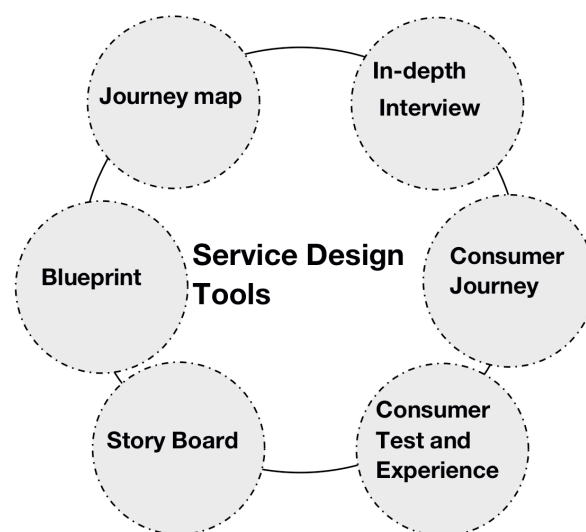 Journey map
In-depth
Interview
Service Design
Tools
Blueprint
Consumer
Journey
Story Board
Consumer
Test and
Experience